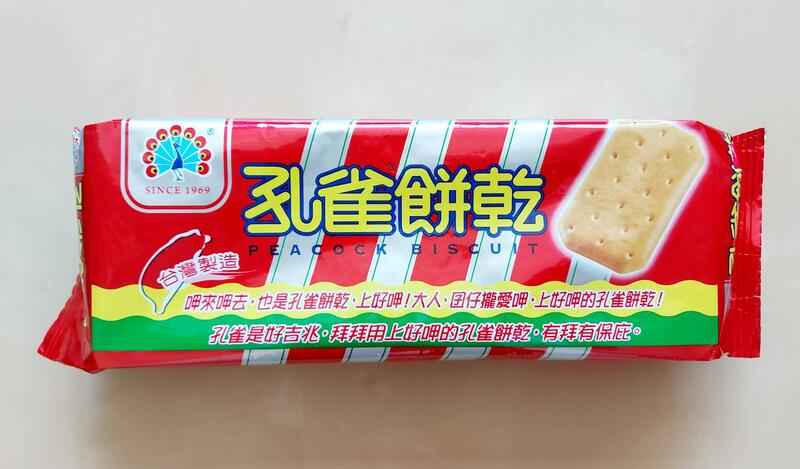 ®
SINCE 1969
孔雀餅乾
®
PEACOCK BISCUIT
台灣製造
呷來呷去,也是孔雀餅乾,上好呷!大人、囝仔攏愛呷,上好呷的孔雀餅乾!
孔雀是好吉兆,拜拜用上好呷的孔雀餅乾,有拜有保庇。